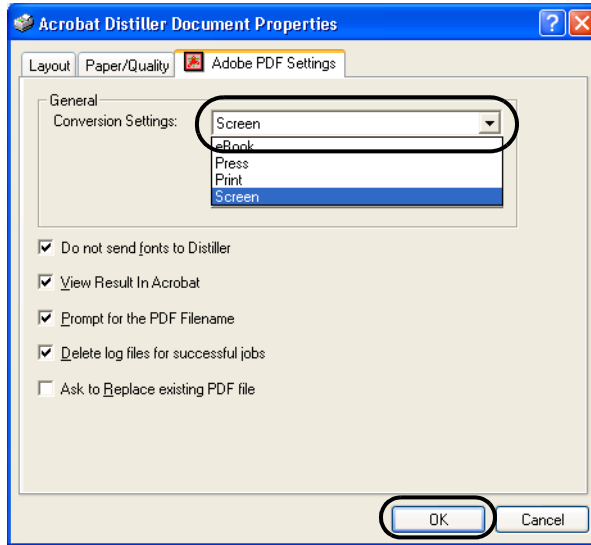 Acrobat Distiller Document Properties
Layout Paper/Quality Adobe PDF Settings
General
Conversion Settings: Screen
eBook
Press
Print
Screen
Do not send fonts to Distiller
View Result In Acrobat
Prompt for the PDF Filename
Delete log files for successful jobs
Ask to Replace existing PDF file
OK Cancel